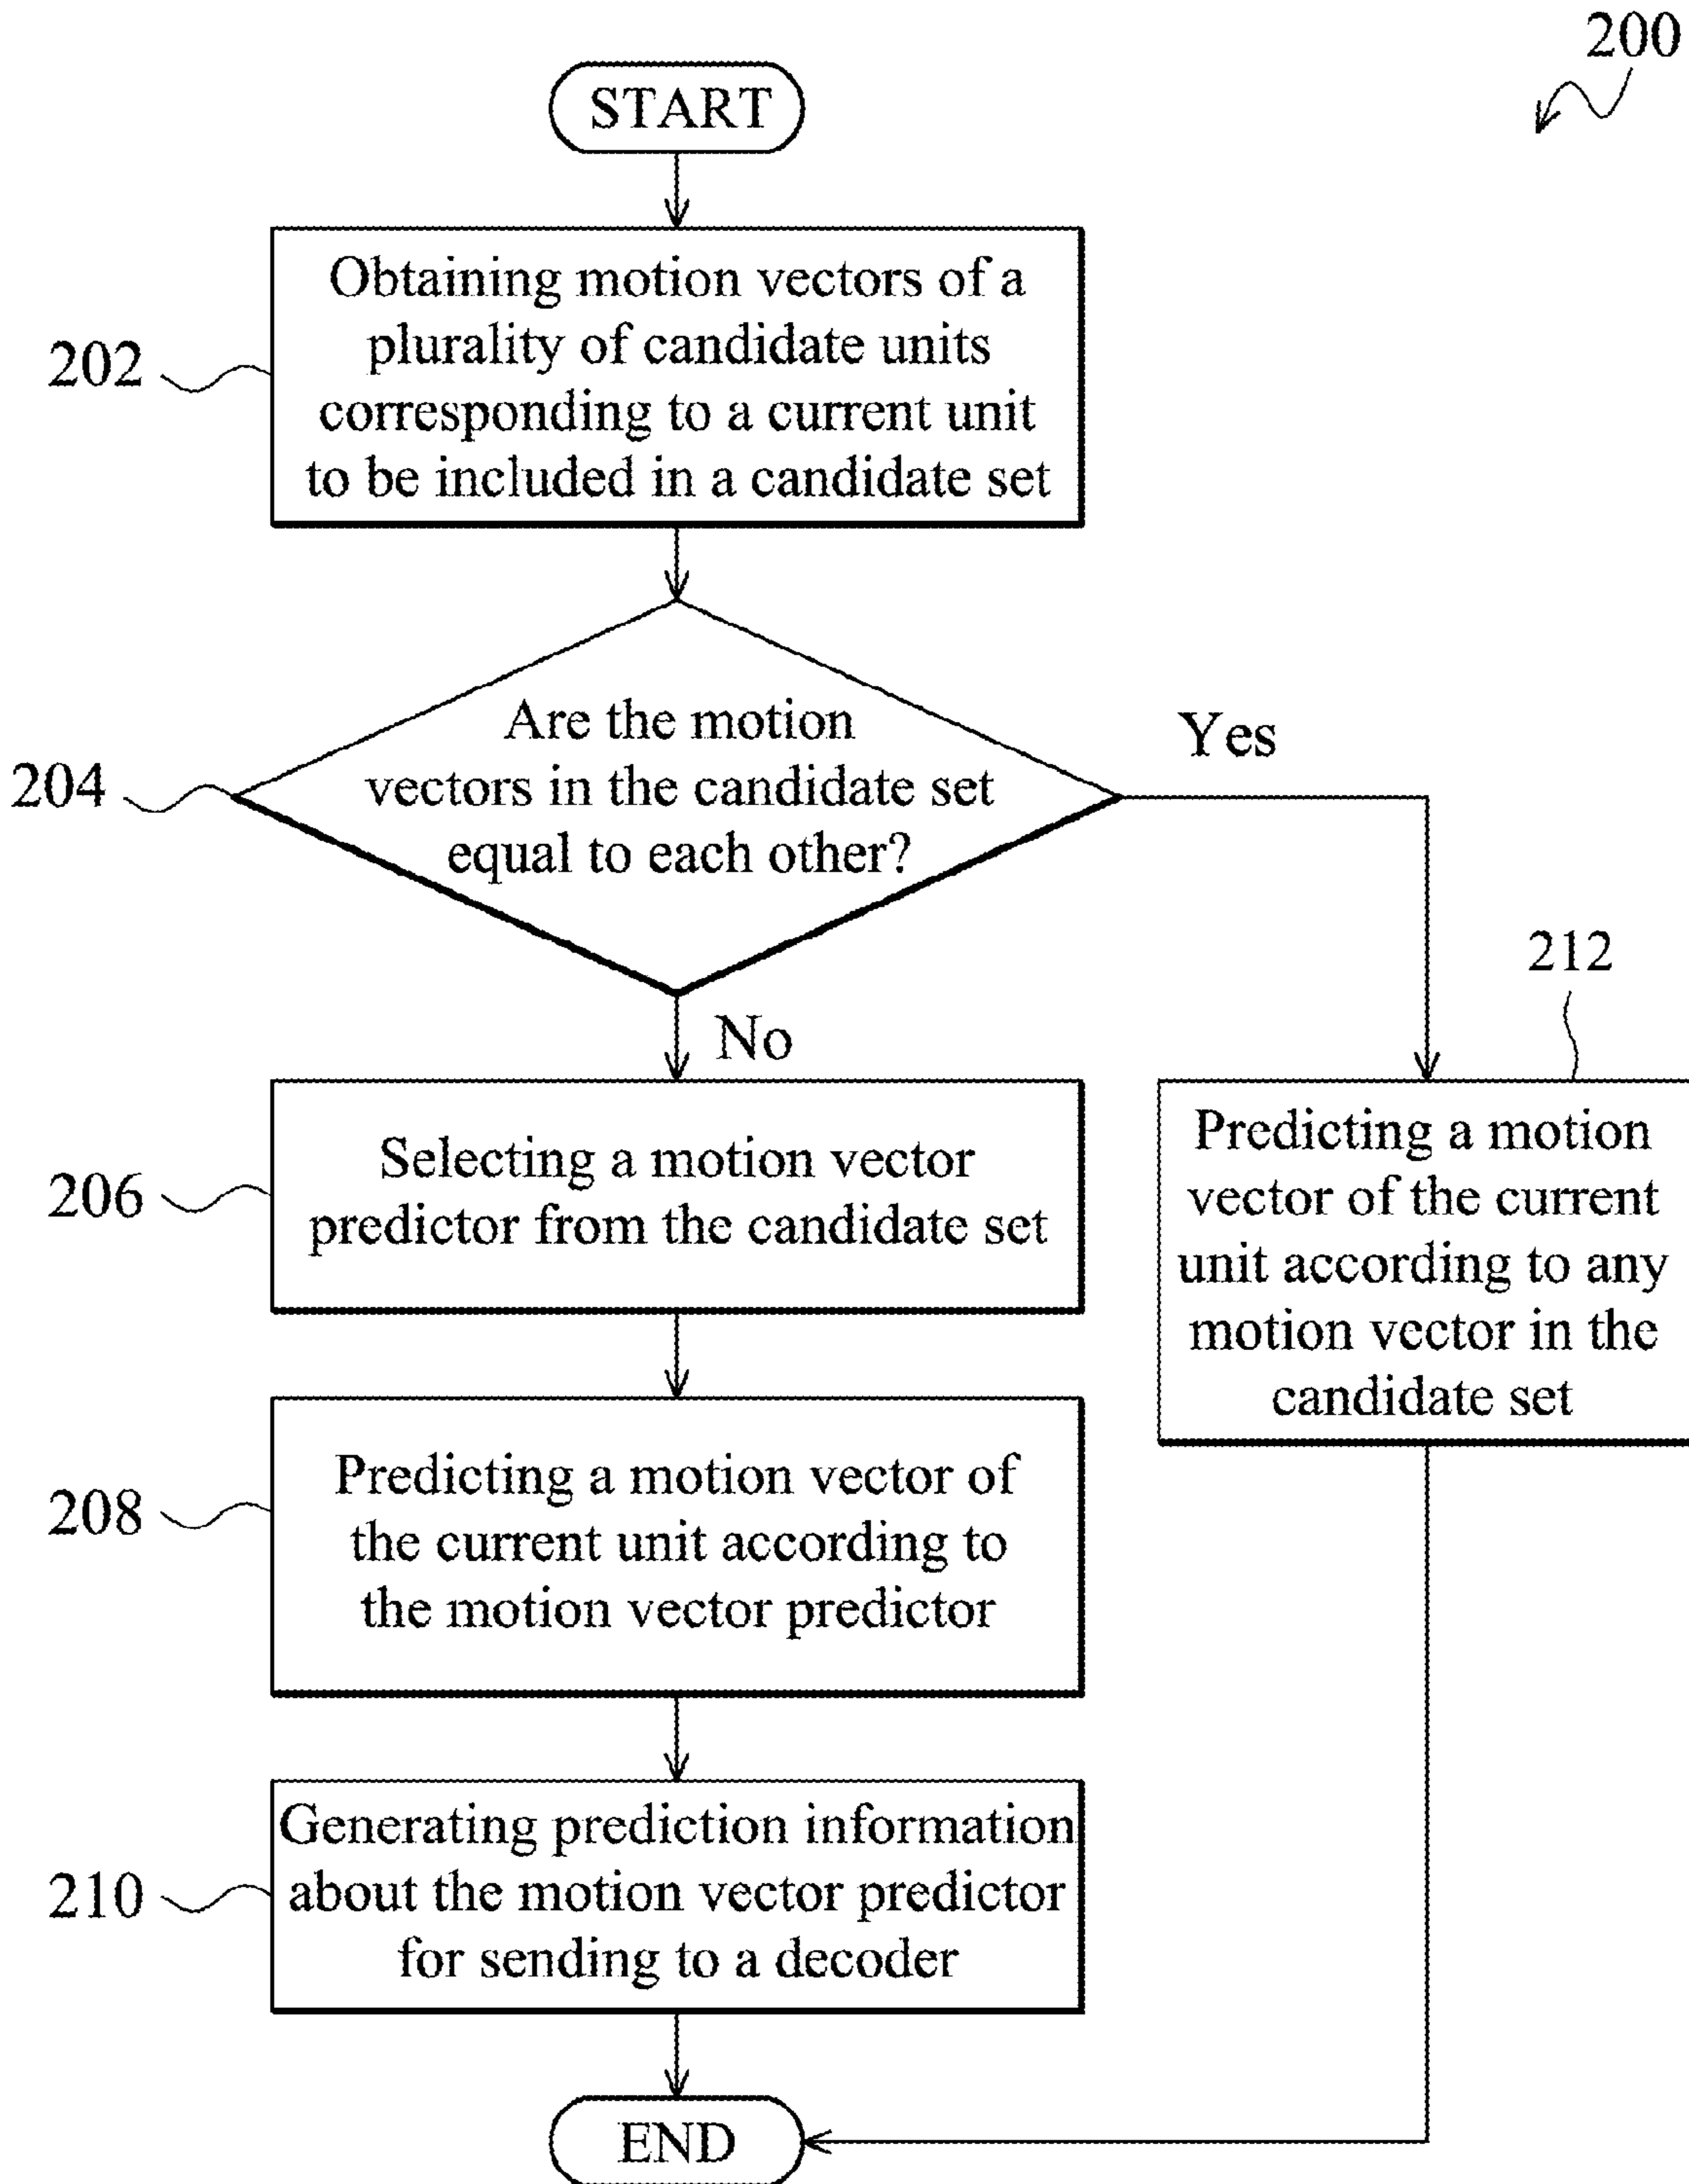 200
START
202
Obtaining motion vectors of a
plurality of candidate units
corresponding to a current unit
to be included in a candidate set
204
Are the motion
vectors in the candidate set
equal to each other?
Yes
No
206
Selecting a motion vector
predictor from the candidate set
212
Predicting a motion
vector of the current
unit according to any
motion vector in the
candidate set
208
Predicting a motion vector of
the current unit according to
the motion vector predictor
210
Generating prediction information
about the motion vector predictor
for sending to a decoder
END